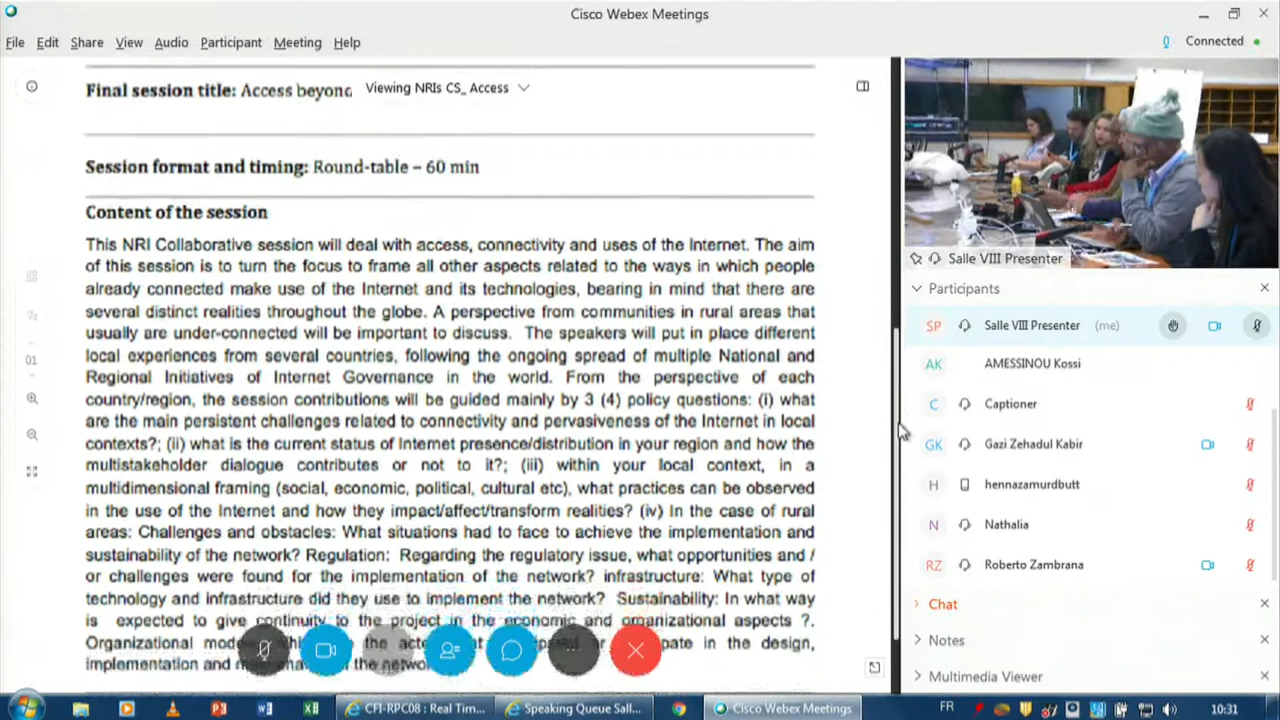 Cisco Webex Meetings
File Edit Share View Audio Participant Meeting Help
Connected
Final session title: Access beyond
Viewing NRIs CS_ Access
Session format and timing: Round-table – 60 min
Content of the session
This NRI Collaborative session will deal with access, connectivity and uses of the Internet. The aim
of this session is to turn the focus to frame all other aspects related to the ways in which people
already connected make use of the Internet and its technologies, bearing in mind that there are
several distinct realities throughout the globe. A perspective from communities in rural areas that
usually are under-connected will be important to discuss. The speakers will put in place different
local experiences from several countries, following the ongoing spread of multiple National and
Regional Initiatives of Internet Governance in the world. From the perspective of each
country/region, the session contributions will be guided mainly by 3 (4) policy questions: (i) what
are the main persistent challenges related to connectivity and pervasiveness of the Internet in local
contexts?; (ii) what is the current status of Internet presence/distribution in your region and how the
multistakeholder dialogue contributes or not to it?; (iii) within your local context, in a
multidimensional framing (social, economic, political, cultural etc), what practices can be observed
in the use of the Internet and how they impact/affect/transform realities? (iv) In the case of rural
areas: Challenges and obstacles: What situations had to face to achieve the implementation and
sustainability of the network? Regulation: Regarding the regulatory issue, what opportunities and /
or challenges were found for the implementation of the network? infrastructure: What type of
technology and infrastructure did they use to implement the network? Sustainability: In what way
is expected to give continuity to the project in the economic and organizational aspects ?.
Organizational the in the design,
implementation and the
01
Salle VIII Presenter
Participants
SP Salle VIII Presenter (me)
AK AMESSINOU Kossi
C Captioner
GK Gazi Zehadul Kabir
H hennazamurdbutt
N Nathalia
RZ Roberto Zambrana
Chat
Notes
Multimedia Viewer
CFI-RPC08 : Real Tim...
Speaking Queue Sall...
Cisco Webex Meetings
FR
10:31